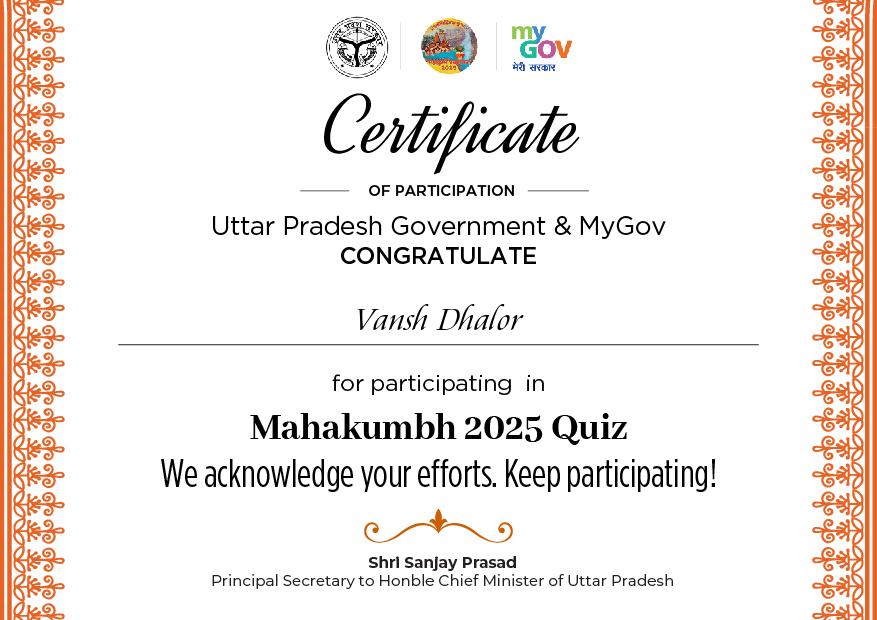 my
GOV
मेरी सरकार
2025
Certificate
OF PARTICIPATION
Uttar Pradesh Government & MyGov
CONGRATULATE
Vansh Dhalor
for participating in
Mahakumbh 2025 Quiz
We acknowledge your efforts. Keep participating!
Shri Sanjay Prasad
Principal Secretary to Honble Chief Minister of Uttar Pradesh